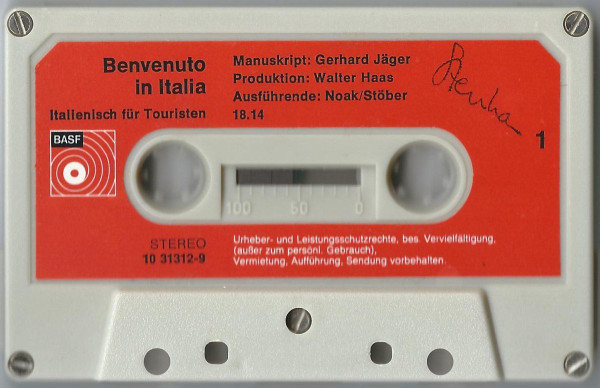 Benvenuto
in Italia
Italienisch für Touristen
Manuskript: Gerhard Jäger
Produktion: Walter Haas
Ausführende: Noak/Stöber
18.14
1
BASF
100 50 0
STEREO
10 31312-9
Urheber- und Leistungsschutzrechte, bes. Vervielfältigung,
(außer zum persönl. Gebrauch),
Vermietung, Aufführung, Sendung vorbehalten.